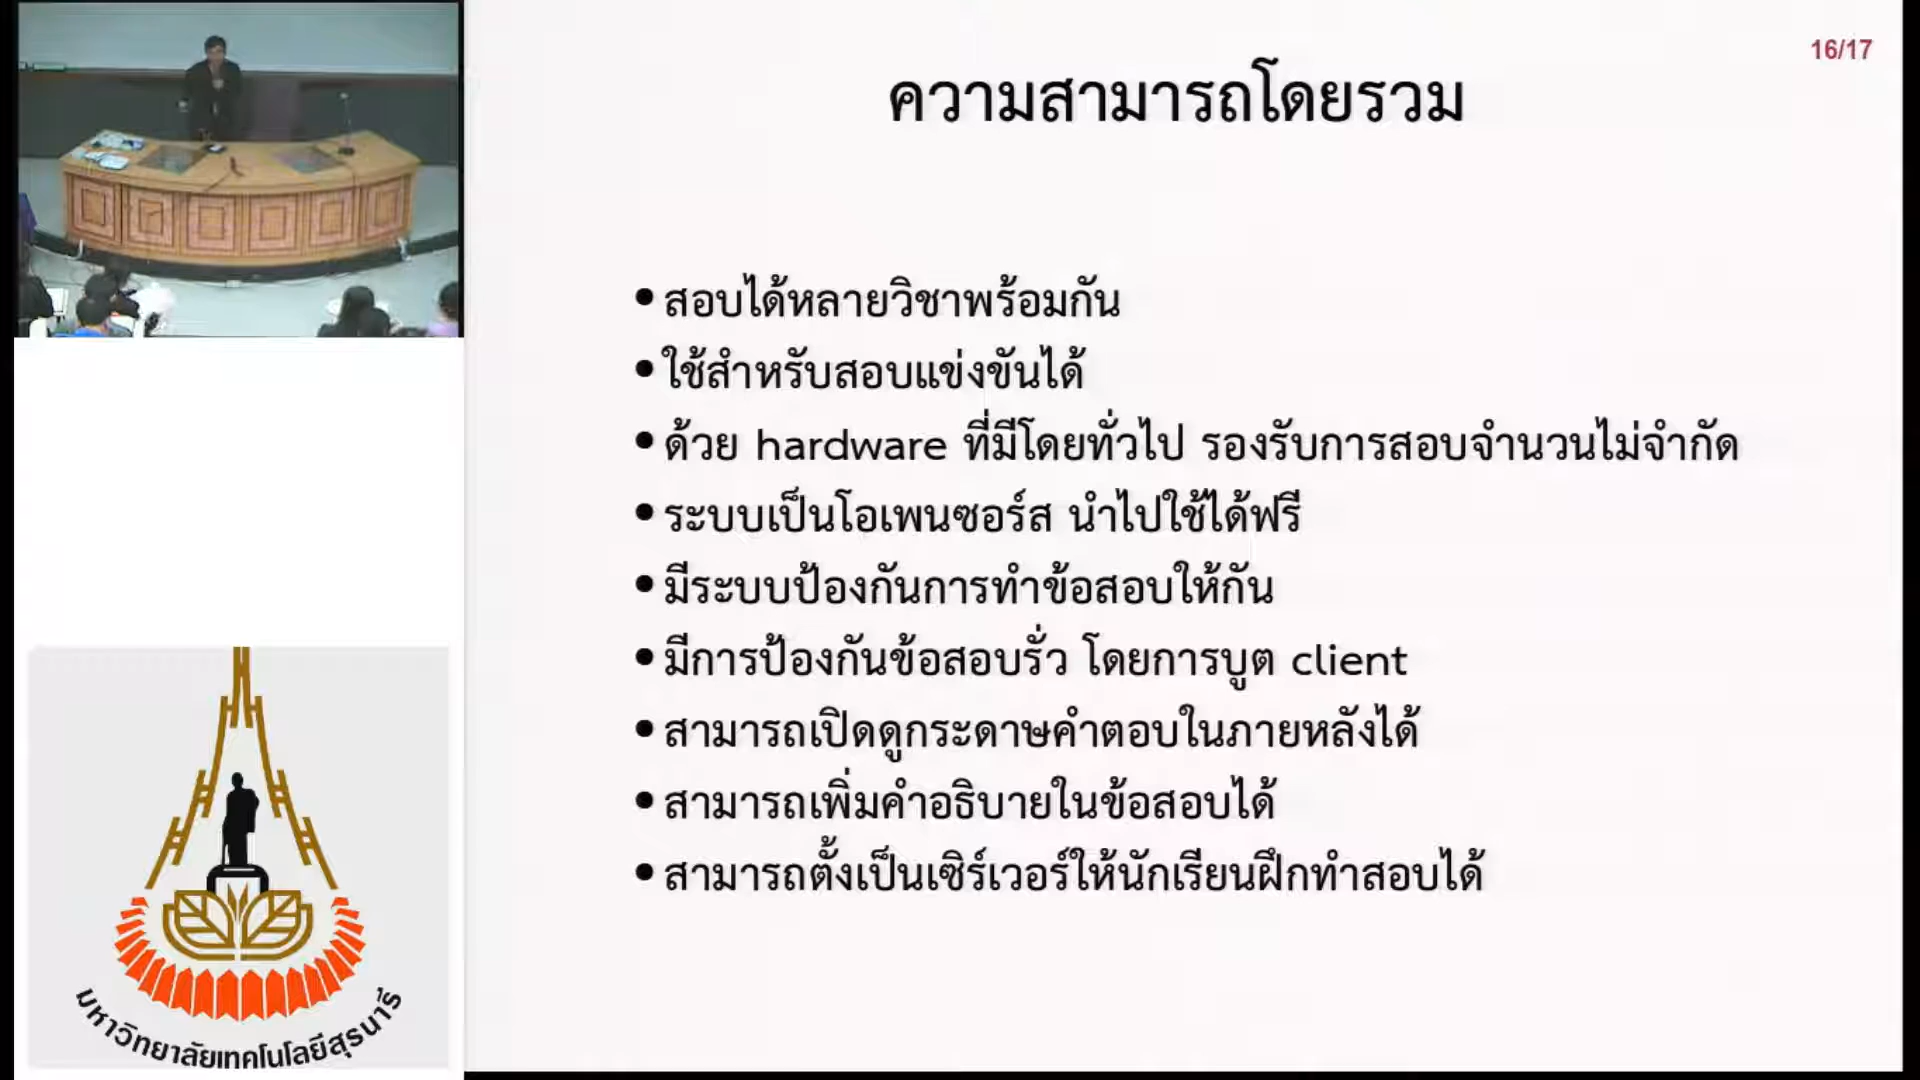 16/17
ความสามารถโดยรวม
• สอบได้หลายวิชาพร้อมกัน
• ใช้สำหรับสอบแข่งขันได้
• ด้วย hardware ที่มีโดยทั่วไป รองรับการสอบจำนวนไม่จำกัด
• ระบบเป็นโอเพนซอร์ส นำไปใช้ได้ฟรี
• มีระบบป้องกันการทำข้อสอบให้กัน
• มีการป้องกันข้อสอบรั่ว โดยการบูต client
• สามารถเปิดดูกระดาษคำตอบในภายหลังได้
• สามารถเพิ่มคำอธิบายในข้อสอบได้
• สามารถตั้งเป็นเซิร์เวอร์ให้นักเรียนฝึกทำสอบได้
มหาวิทยาลัยเทคโนโลยีสุรนารี